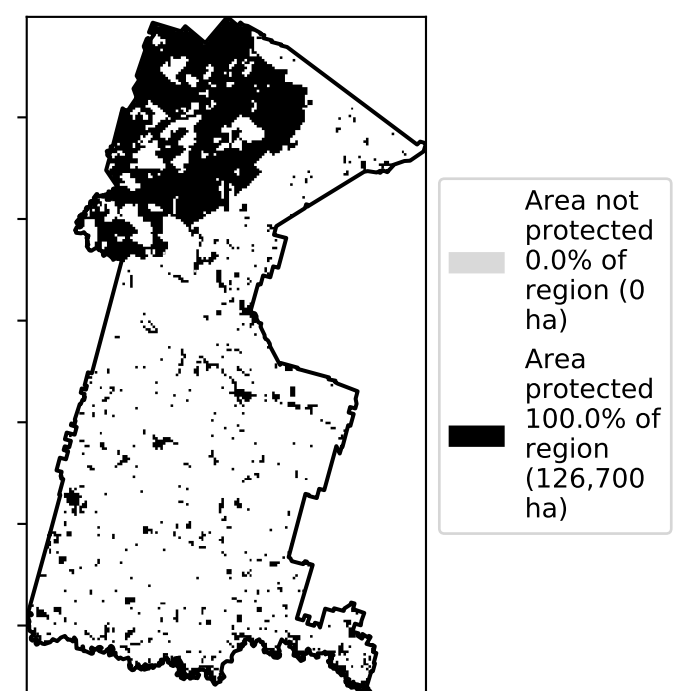 Area not
protected
0.0% of
region (0
ha)
Area
protected
100.0% of
region
(126,700
ha)